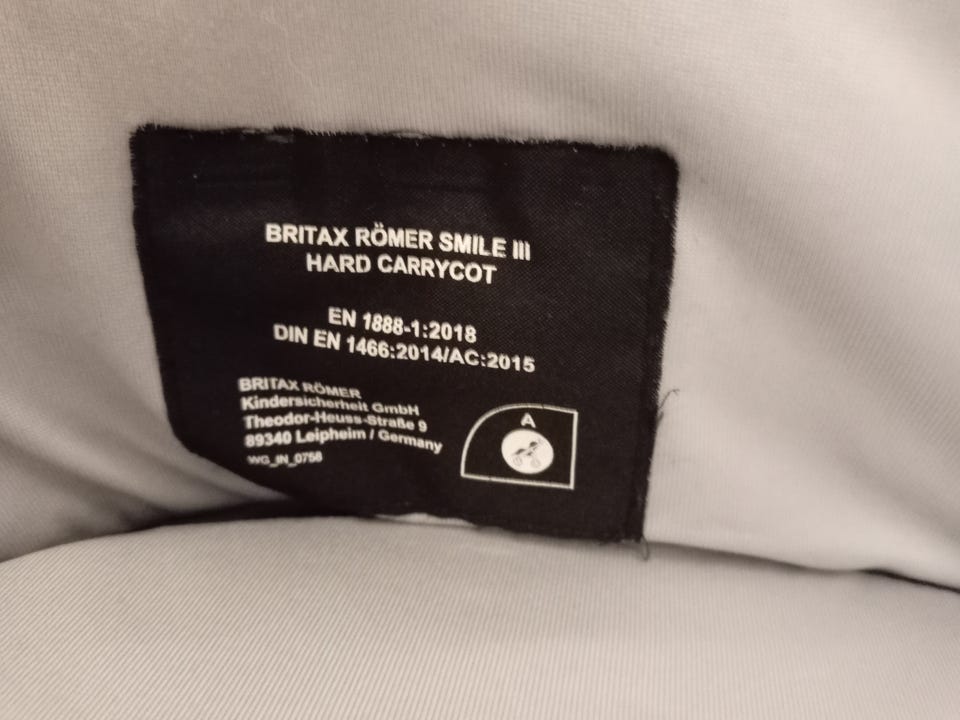 BRITAX RÖMER SMILE III
HARD CARRYCOT
EN 1888-1:2018
DIN EN 1466:2014/AC:2015
BRITAX RÖMER
Kindersicherheit GmbH
Theodor-Heuss-Straße 9
89340 Leipheim / Germany
WG_IN_0758
A